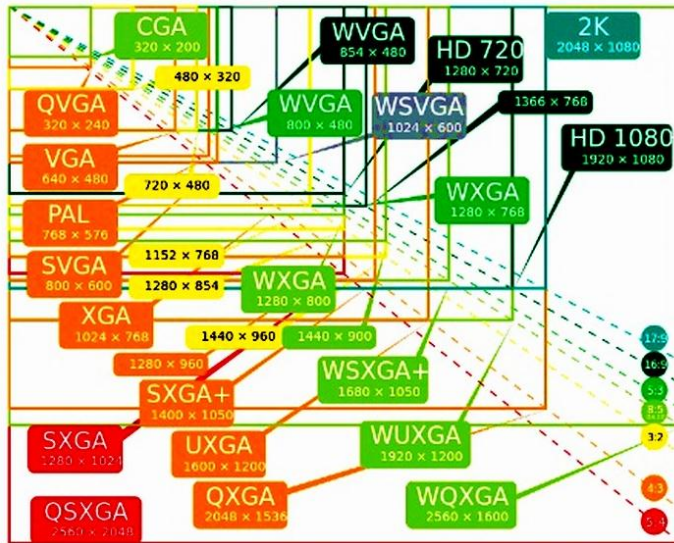 CGA
320 × 200
WVGA
854 × 480
HD 720
1280 × 720
2K
2048 × 1080
480 × 320
QVGA
320 × 240
WVGA
800 × 480
WSVGA
1024 × 600
1366 × 768
HD 1080
1920 × 1080
VGA
640 × 480
720 × 480
WXGA
1280 × 768
PAL
768 × 576
1152 × 768
SVGA
800 × 600
1280 × 854
WXGA
1280 × 800
XGA
1024 × 768
1440 × 960
1440 × 900
17:9
1280 × 960
WSXGA+
1680 × 1050
16:9
SXGA+
1400 × 1050
5:3
8:5
SXGA
1280 × 1024
UXGA
1600 × 1200
WUXGA
1920 × 1200
3:2
QXGA
2048 × 1536
WQXGA
2560 × 1600
4:3
QSXGA
2560 × 2048
5:4